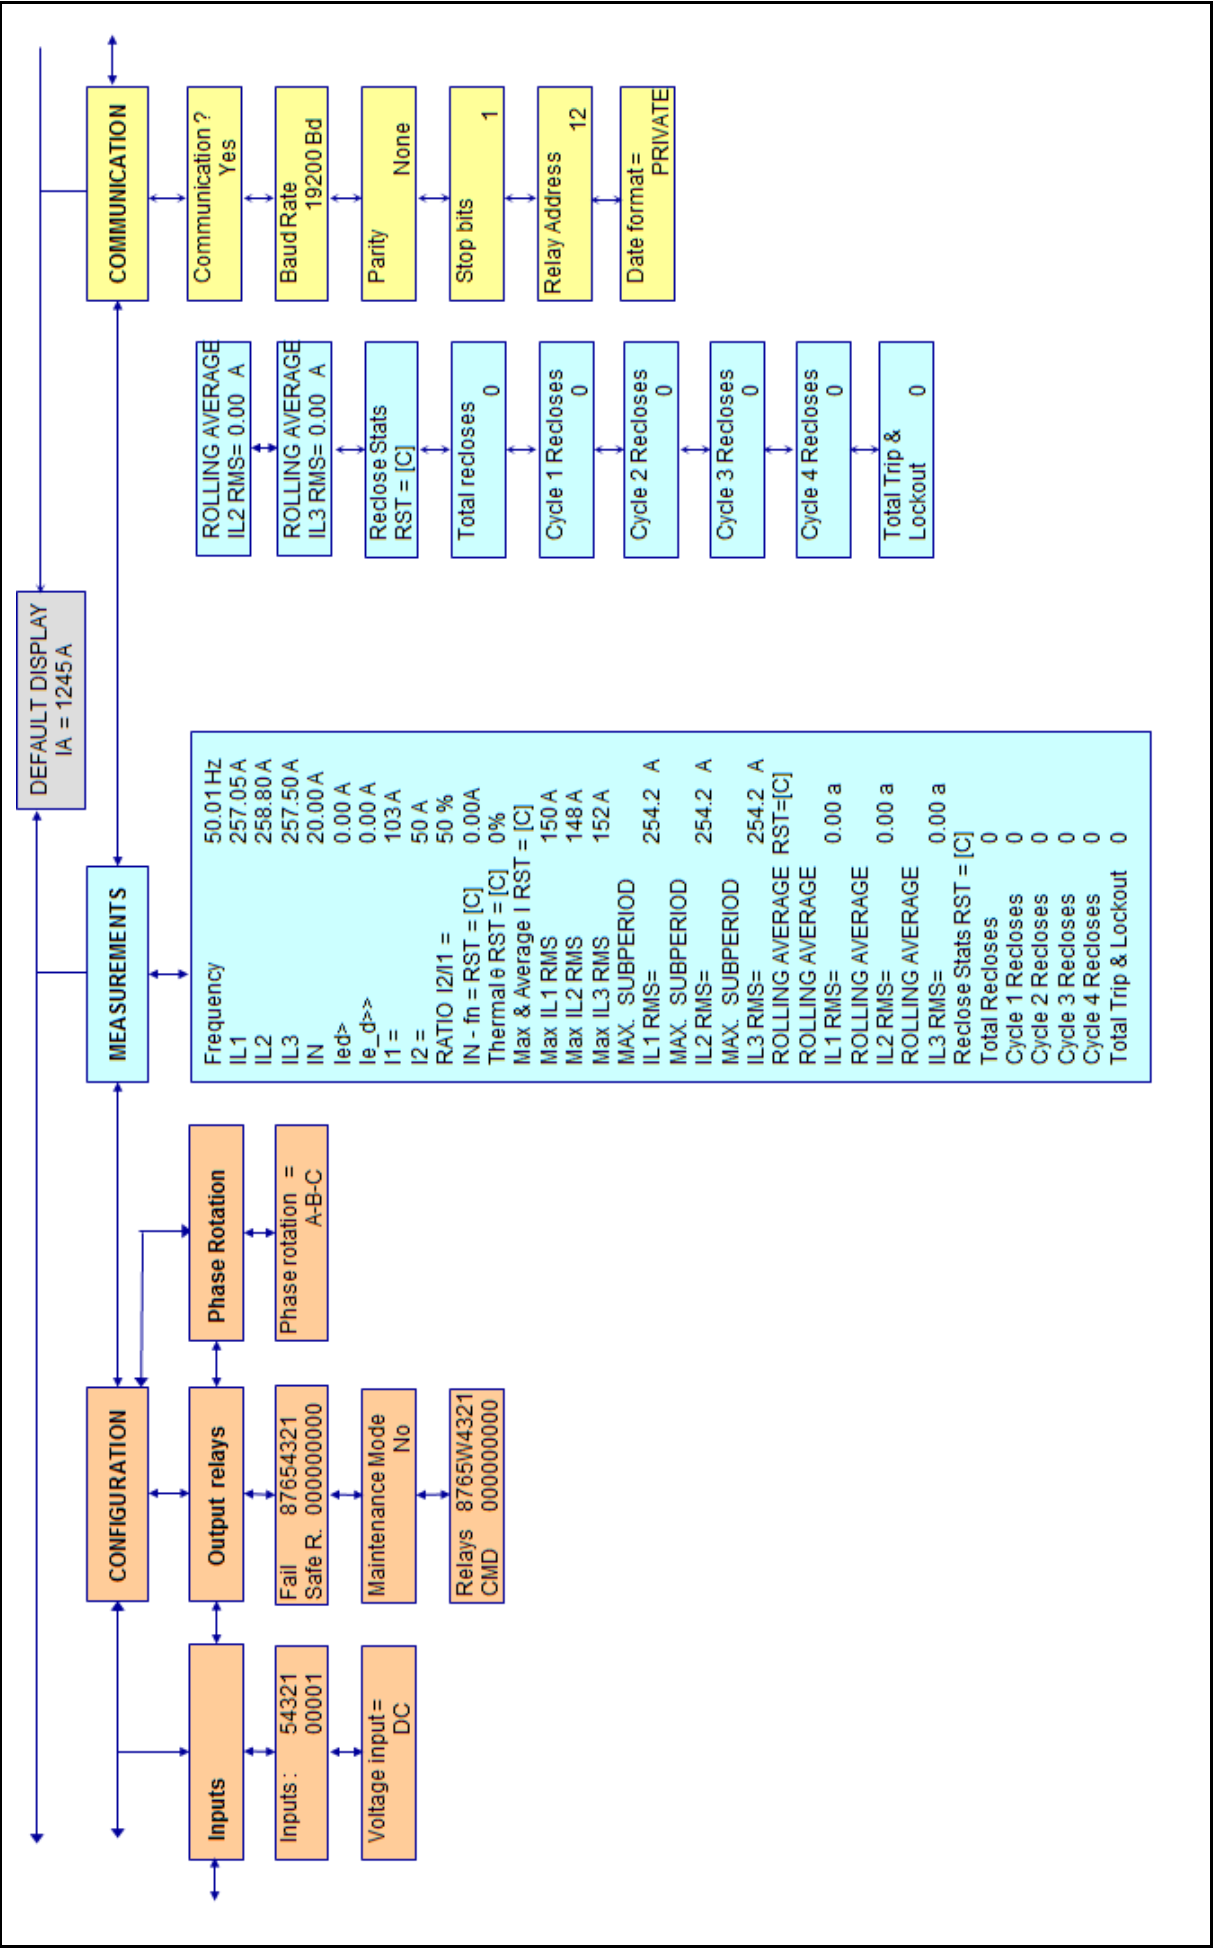 DEFAULT DISPLAY
IA = 1245 A
CONFIGURATION
MEASUREMENTS
COMMUNICATION
Inputs
Output relays
Phase Rotation
Inputs : 54321
00001
Voltage input =
DC
Fail 87654321
Safe R. 000000000
Maintenance Mode
No
Relays 8765W4321
CMD 000000000
Phase rotation =
A-B-C
Frequency 50.01 Hz
IL1 257.05 A
IL2 258.80 A
IL3 257.50 A
IN 20.00 A
Ied> 0.00 A
Ie_d>> 0.00 A
I1 = 103 A
I2 = 50 A
RATIO I2/I1 = 50 %
IN - fn = RST = [C] 0.00A
Thermal θ RST = [C] 0%
Max & Average I RST = [C]
Max IL1 RMS 150 A
Max IL2 RMS 148 A
Max IL3 RMS 152 A
MAX. SUBPERIOD
IL1 RMS= 254.2 A
MAX. SUBPERIOD
IL2 RMS= 254.2 A
MAX. SUBPERIOD
IL3 RMS= 254.2 A
ROLLING AVERAGE RST=[C]
ROLLING AVERAGE
IL1 RMS= 0.00 a
ROLLING AVERAGE
IL2 RMS= 0.00 a
ROLLING AVERAGE
IL3 RMS= 0.00 a
Reclose Stats RST = [C]
Total Recloses 0
Cycle 1 Recloses 0
Cycle 2 Recloses 0
Cycle 3 Recloses 0
Cycle 4 Recloses 0
Total Trip & Lockout 0
ROLLING AVERAGE
IL2 RMS= 0.00 A
ROLLING AVERAGE
IL3 RMS= 0.00 A
Reclose Stats
RST = [C]
Total recloses
0
Cycle 1 Recloses
0
Cycle 2 Recloses
0
Cycle 3 Recloses
0
Cycle 4 Recloses
0
Total Trip &
Lockout 0
Communication ?
Yes
Baud Rate
19200 Bd
Parity
None
Stop bits
1
Relay Address
12
Date format =
PRIVATE